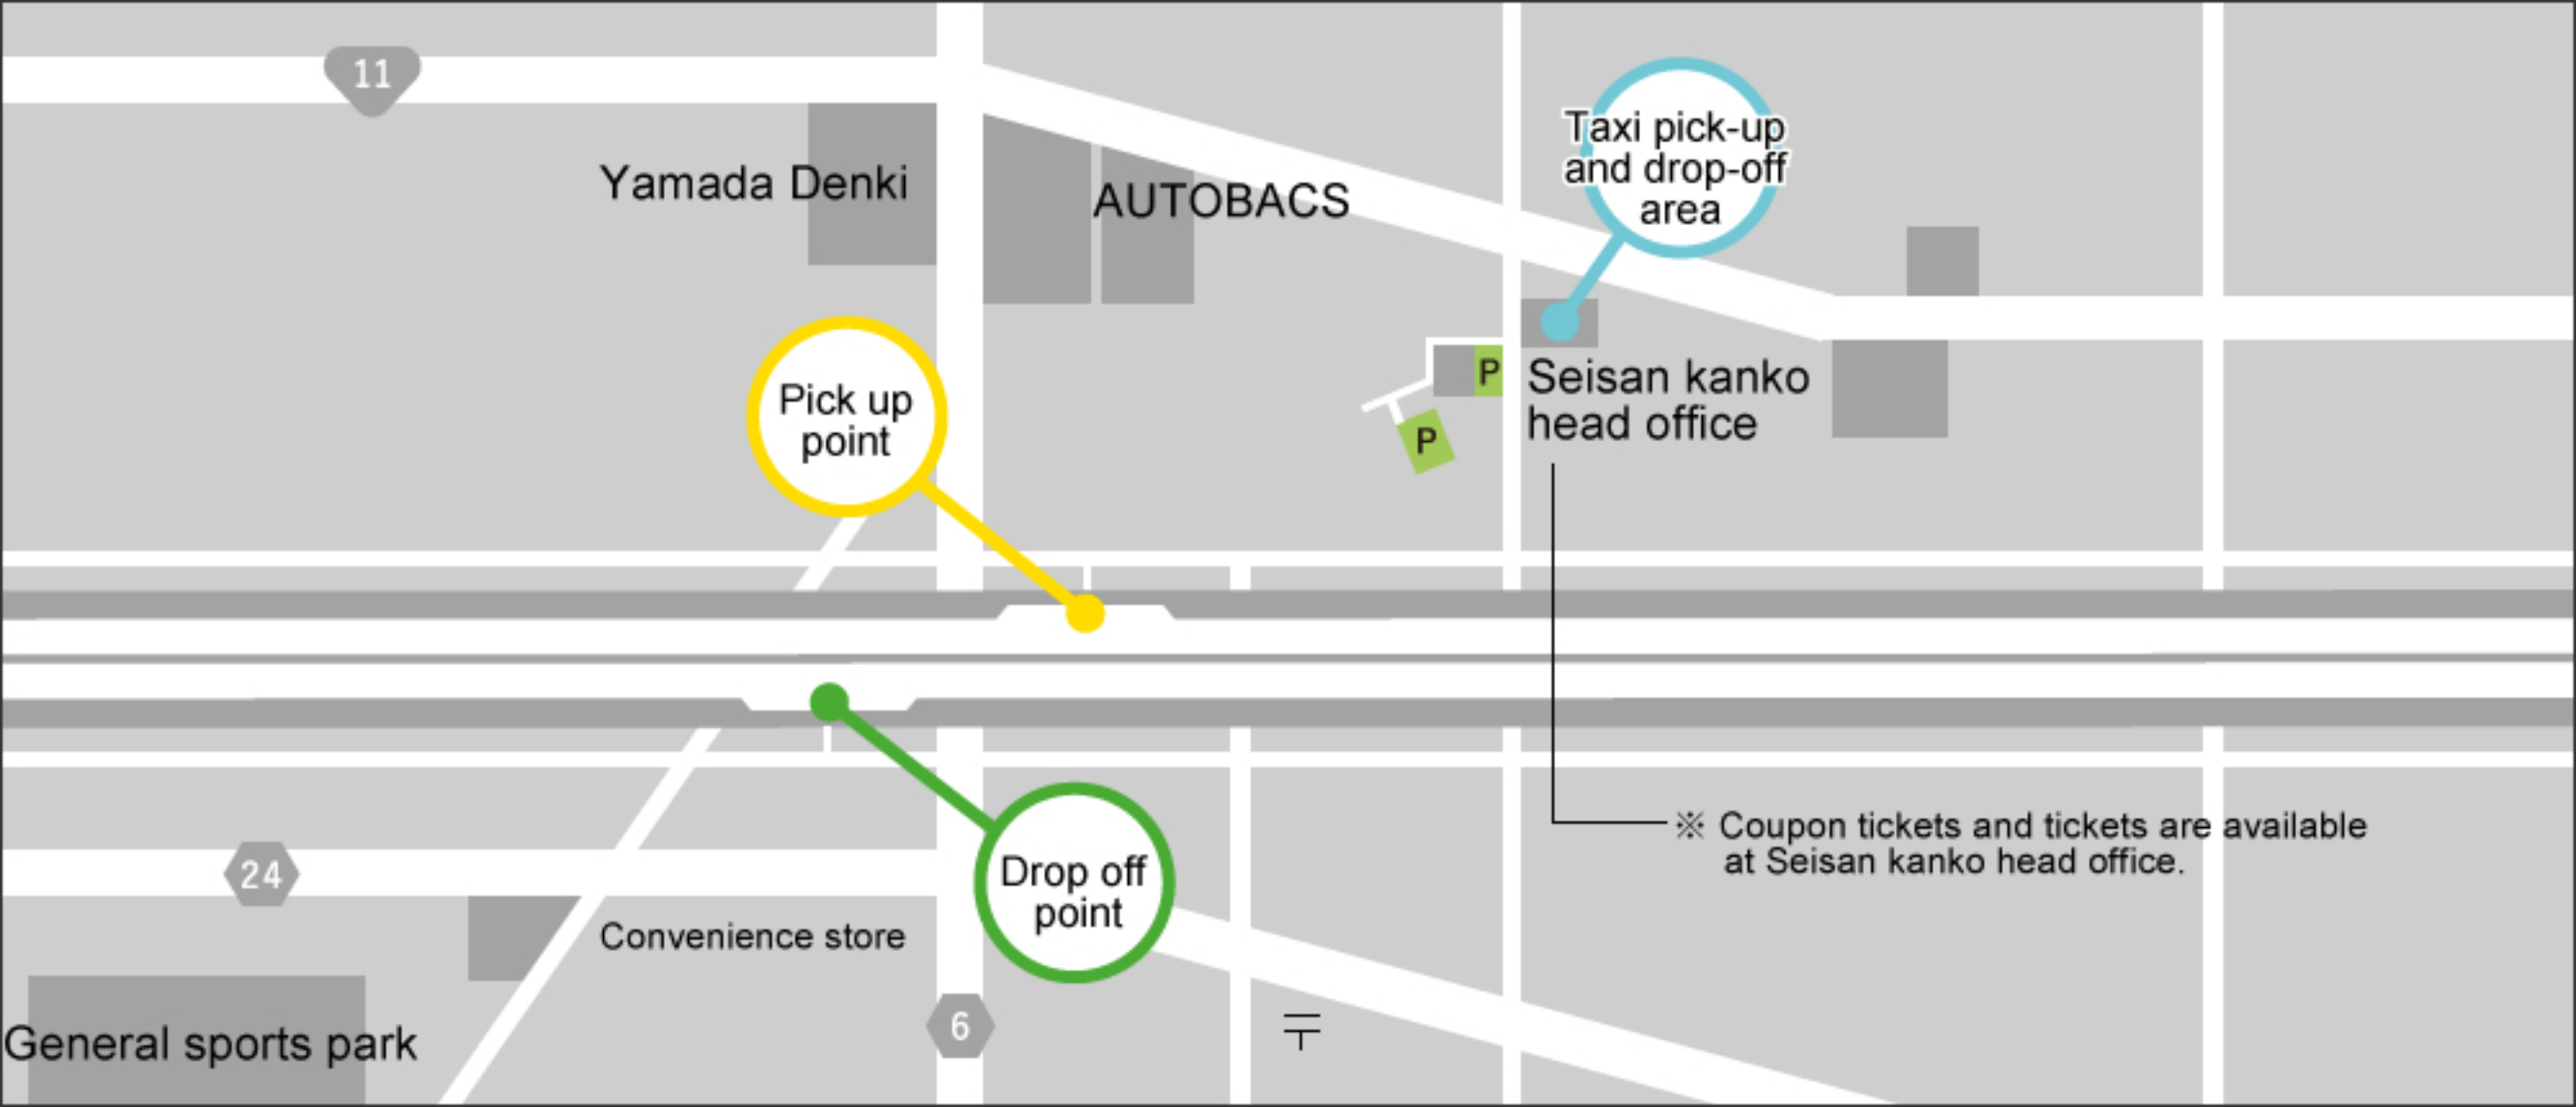 11
Yamada Denki
AUTOBACS
Taxi pick-up
and drop-off
area
Pick up
point
P
P
Seisan kanko
head office
※ Coupon tickets and tickets are available
at Seisan kanko head office.
24
Drop off
point
Convenience store
6
〒
General sports park